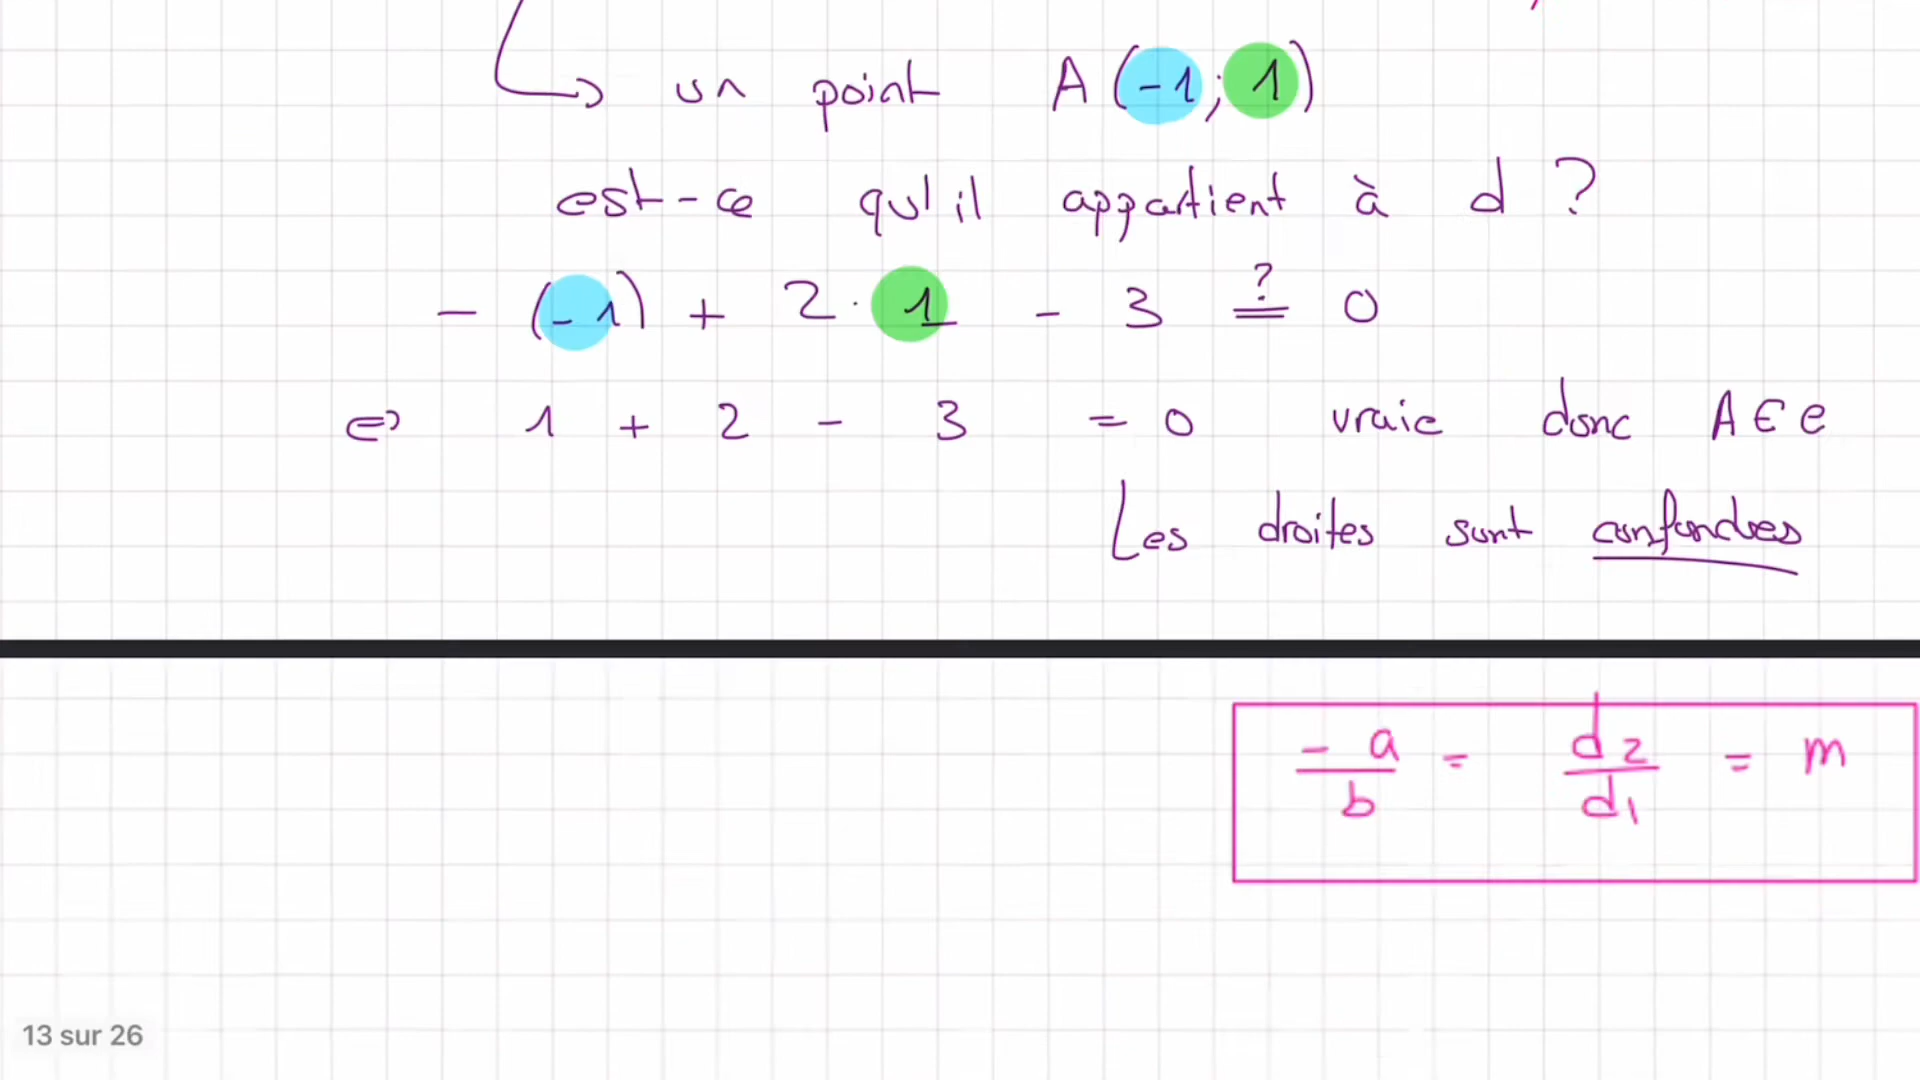 un point A (-1 ; 1)
est-ce qu'il appartient à d ?
- (-1) + 2 · 1 - 3 ?= 0
⇔ 1 + 2 - 3 = 0 vraie donc A ∈ e
Les droites sont confondues
-a/b = d2/d1 = m
13 sur 26